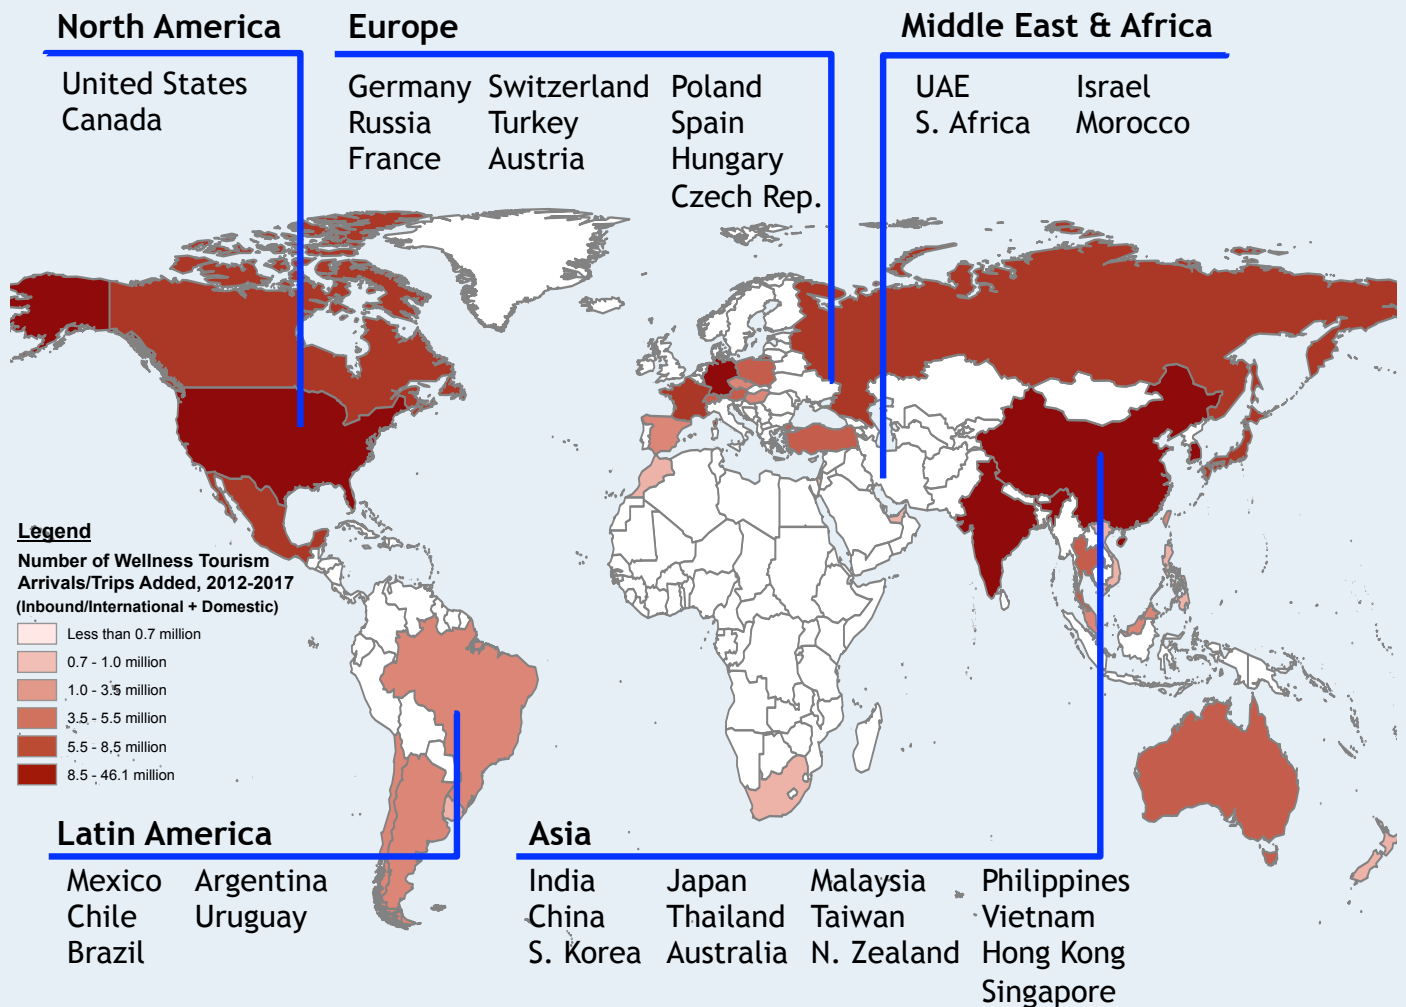 North America
United States
Canada
Europe
Germany Switzerland Poland
Russia Turkey Spain
France Austria Hungary
Czech Rep.
Middle East & Africa
UAE Israel
S. Africa Morocco
Legend
Number of Wellness Tourism
Arrivals/Trips Added, 2012-2017
(Inbound/International + Domestic)
Less than 0.7 million
0.7 - 1.0 million
1.0 - 3.5 million
3.5 - 5.5 million
5.5 - 8.5 million
8.5 - 46.1 million
Latin America
Mexico Argentina
Chile Uruguay
Brazil
Asia
India Japan Malaysia Philippines
China Thailand Taiwan Vietnam
S. Korea Australia N. Zealand Hong Kong
Singapore